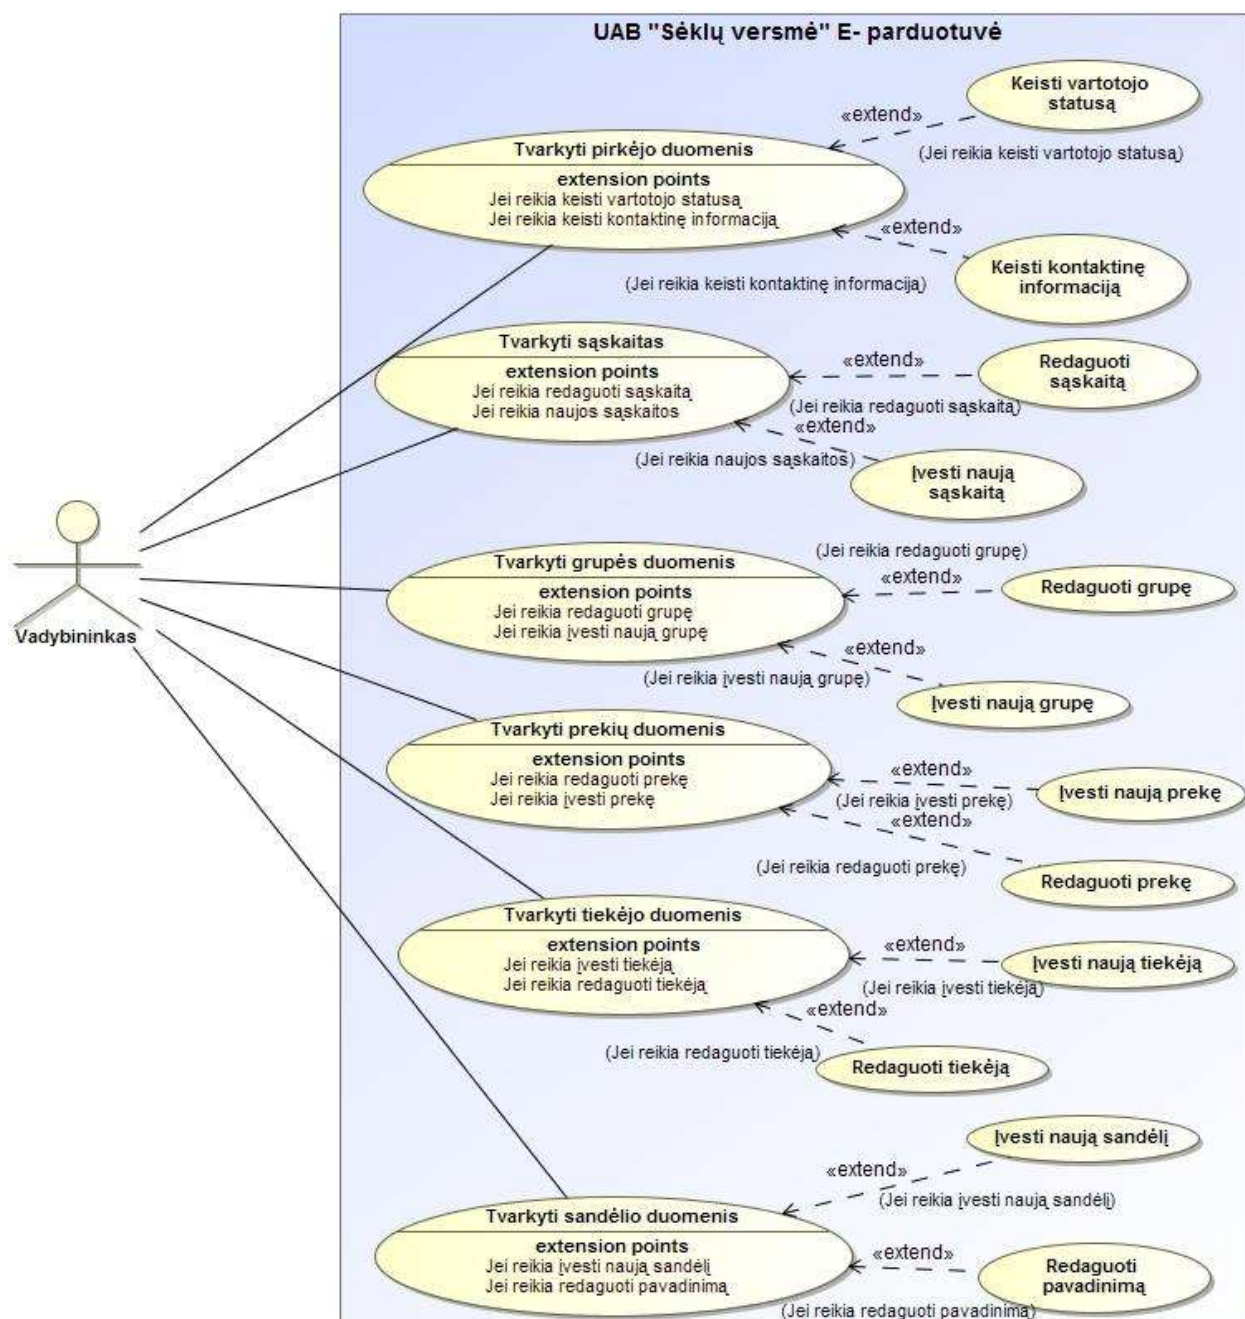 UAB "Sėklų versmė" E- parduotuvė
Keisti vartotojo
statusą
«extend»
(Jei reikia keisti vartotojo statusą)
Tvarkyti pirkėjo duomenis
extension points
Jei reikia keisti vartotojo statusą
Jei reikia keisti kontaktinę informaciją
«extend»
Keisti kontaktinę
informaciją
(Jei reikia keisti kontaktinę informaciją)
Tvarkyti sąskaitas
extension points
Jei reikia redaguoti sąskaitą
Jei reikia naujos sąskaitos
«extend»
Redaguoti
sąskaitą
(Jei reikia redaguoti sąskaitą)
«extend»
(Jei reikia naujos sąskaitos)
Įvesti naują
sąskaitą
Vadybininkas
(Jei reikia redaguoti grupę)
Tvarkyti grupės duomenis
extension points
Jei reikia redaguoti grupę
Jei reikia įvesti naują grupę
«extend»
Redaguoti grupę
«extend»
(Jei reikia įvesti naują grupę)
Įvesti naują grupę
Tvarkyti prekių duomenis
extension points
Jei reikia redaguoti prekę
Jei reikia įvesti prekę
«extend»
Įvesti naują prekę
(Jei reikia įvesti prekę)
«extend»
(Jei reikia redaguoti prekę)
Redaguoti prekę
Tvarkyti tiekėjo duomenis
extension points
Jei reikia įvesti tiekėją
Jei reikia redaguoti tiekėją
«extend»
Įvesti naują tiekėją
(Jei reikia įvesti tiekėją)
«extend»
(Jei reikia redaguoti tiekėją)
Redaguoti tiekėją
Įvesti naują sandėlį
«extend»
(Jei reikia įvesti naują sandėlį)
Tvarkyti sandėlio duomenis
extension points
Jei reikia įvesti naują sandėlį
Jei reikia redaguoti pavadinimą
«extend»
Redaguoti
pavadinimą
(Jei reikia redaguoti pavadinimą)